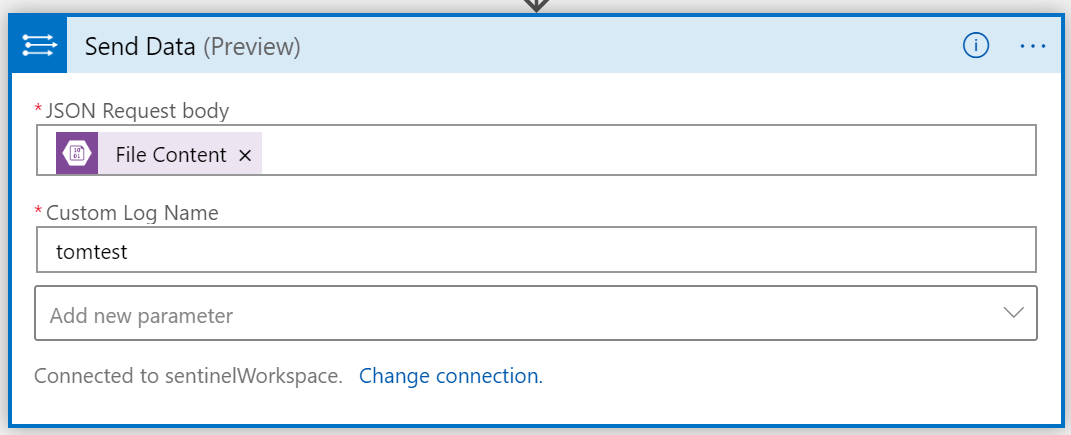 Send Data (Preview)
* JSON Request body
File Content ×
* Custom Log Name
tomtest
Add new parameter
Connected to sentinelWorkspace. Change connection.